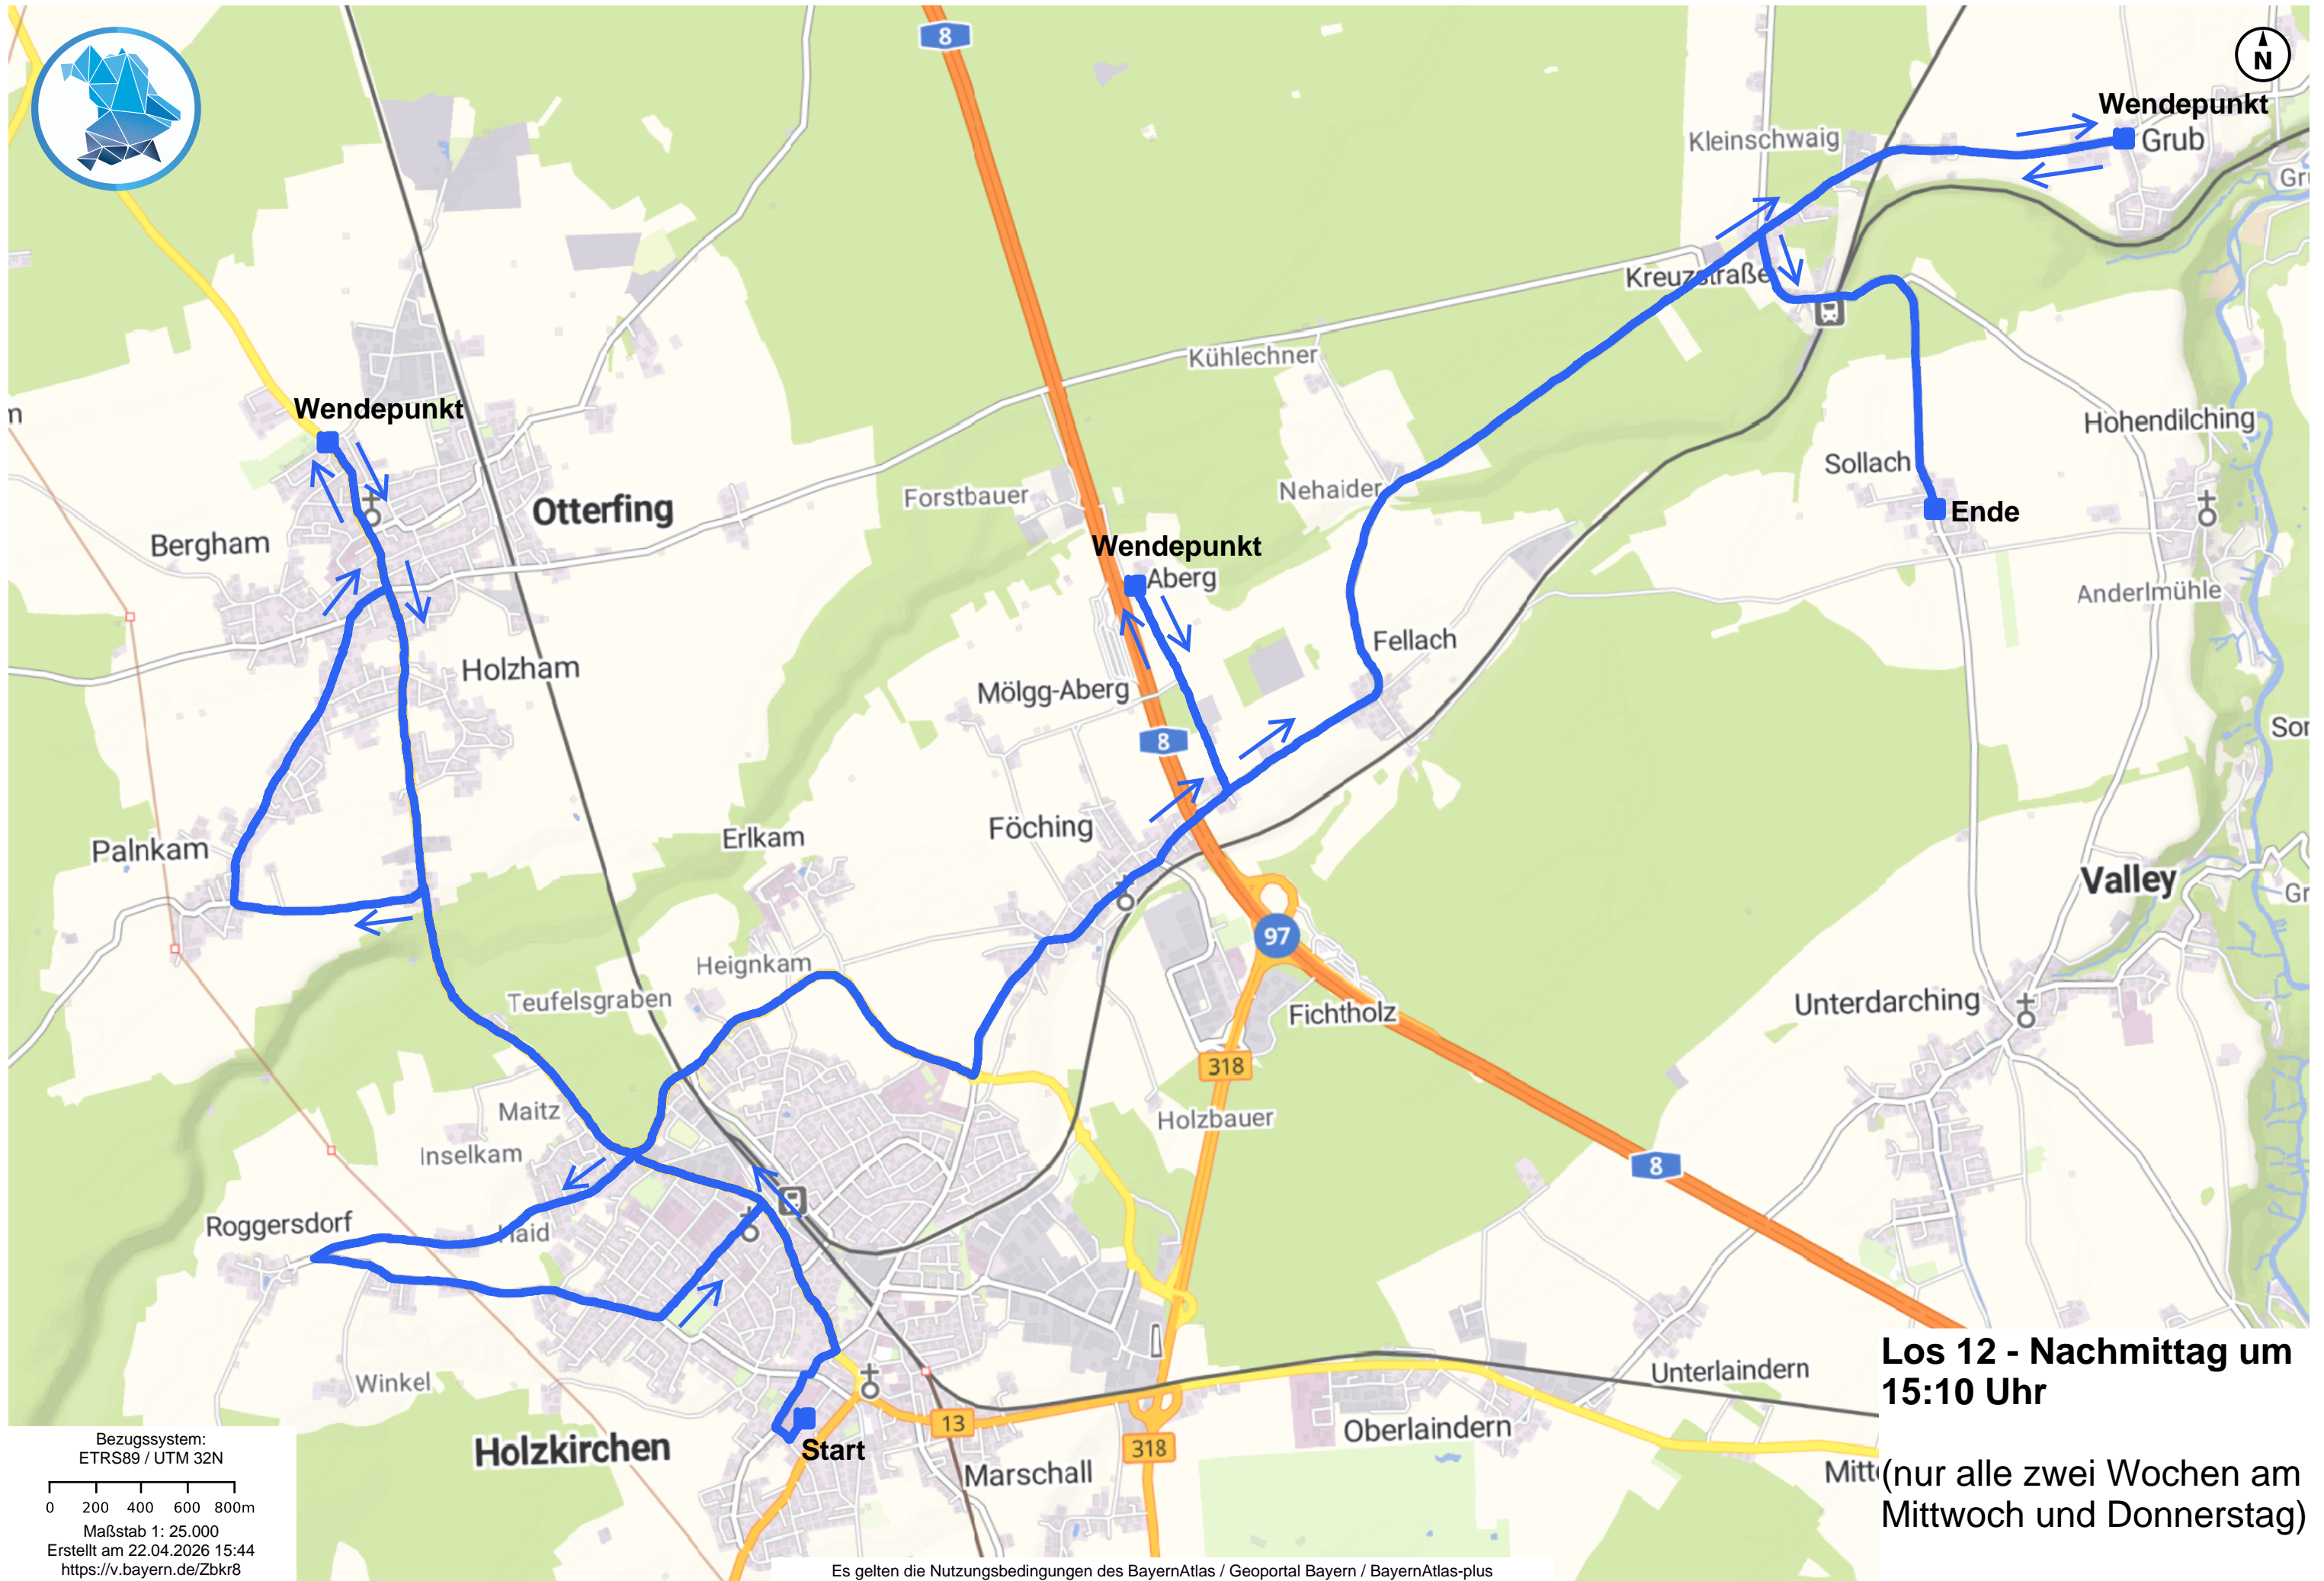 8
N
Wendepunkt
Kleinschwaig
Grub
Kreuzstraße
Kühlechner
Wendepunkt
Hohendilching
Sollach
Nehaider
Forstbauer
Otterfing
Ende
Bergham
Wendepunkt
Aberg
Anderlmühle
Fellach
Holzham
Mölgg-Aberg
8
Föching
Erlkam
Palnkam
Valley
97
Heignkam
Teufelsgraben
Unterdarching
Fichtholz
318
Maitz
Holzbauer
Inselkam
8
Roggersdorf
Haid
Winkel
Unterlaindern
13
Oberlaindern
Holzkirchen
Start
318
Marschall
Los 12 - Nachmittag um
15:10 Uhr
(nur alle zwei Wochen am
Mittwoch und Donnerstag)
Bezugssystem:
ETRS89 / UTM 32N
0 200 400 600 800m
Maßstab 1: 25.000
Erstellt am 22.04.2026 15:44
https://v.bayern.de/Zbkr8
Es gelten die Nutzungsbedingungen des BayernAtlas / Geoportal Bayern / BayernAtlas-plus